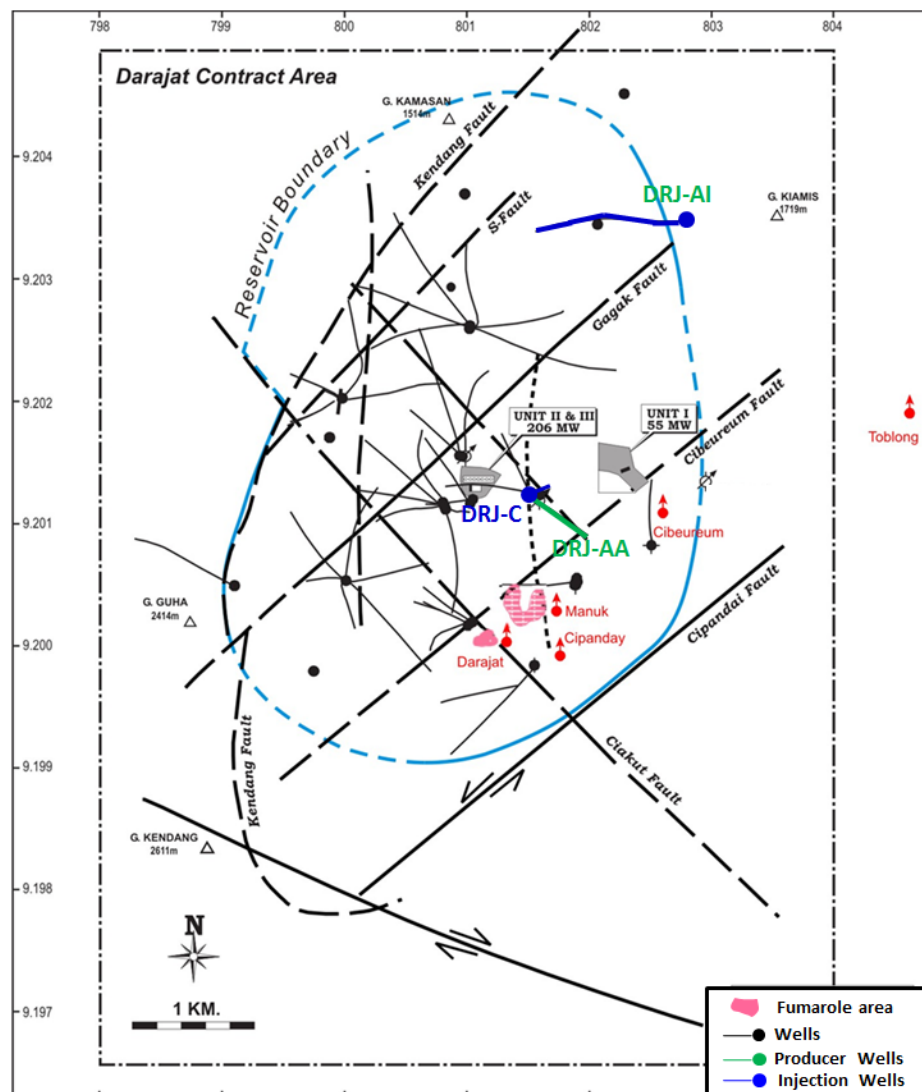 798
799
800
801
802
803
804
Darajat Contract Area
G. KAMASAN
1514m
Kendang Fault
9.204
Reservoir Boundary
DRJ-AI
G. KIAMIS
1719m
S-Fault
9.203
Gagak Fault
9.202
UNIT II & III
206 MW
UNIT I
55 MW
Cibeureum Fault
Toblong
9.201
DRJ-C
DRJ-AA
Cibeureum
Cipandai Fault
G. GUHA
2414m
Manuk
9.200
Darajat
Cipanday
Kendang Fault
9.199
Ciakut Fault
G. KENDANG
2611m
9.198
N
1 KM.
9.197
Fumarole area
Wells
Producer Wells
Injection Wells